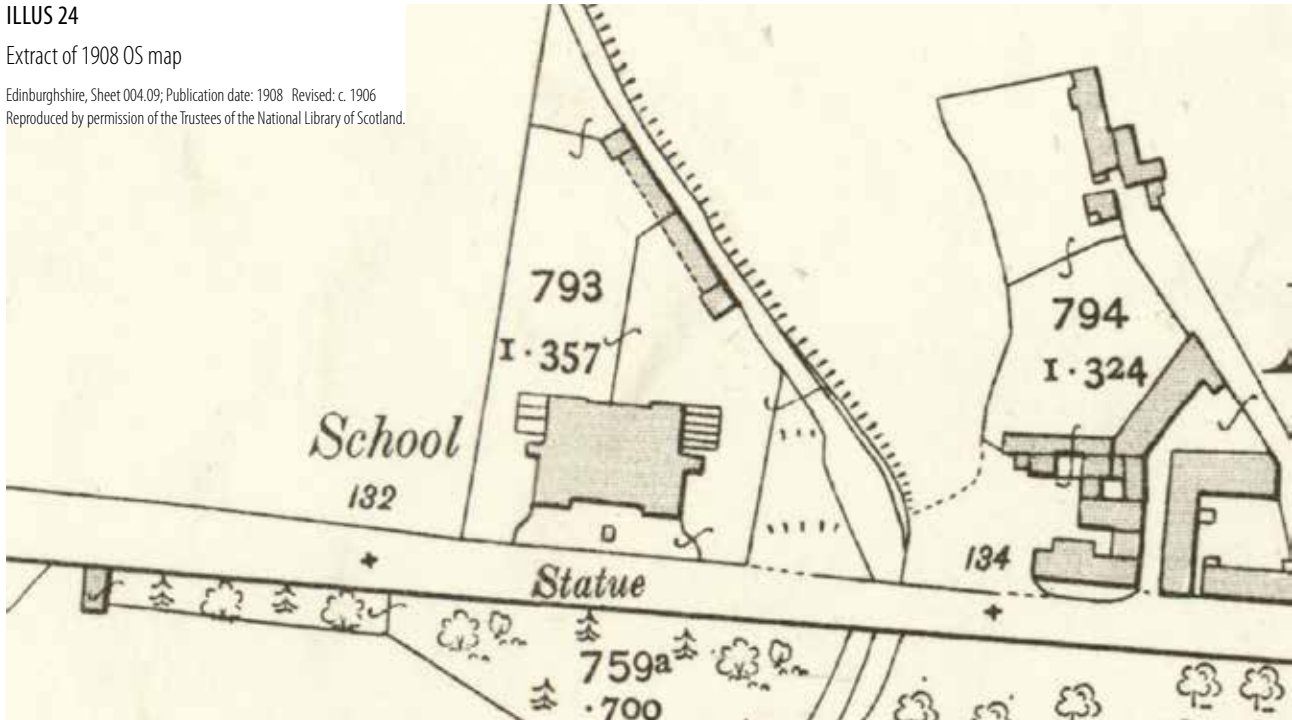 ILLUS 24
Extract of 1908 OS map
Edinburghshire, Sheet 004.09; Publication date: 1908 Revised: c. 1906
Reproduced by permission of the Trustees of the National Library of Scotland.
793
1·357
794
1·324
School
132
134
Statue
759a
·700